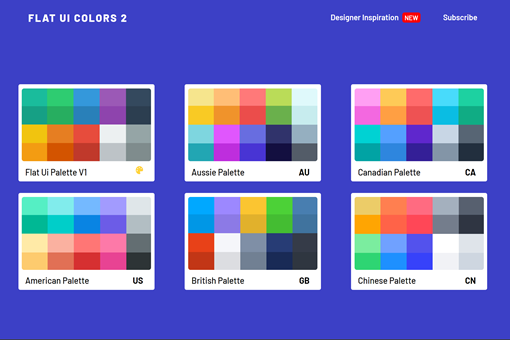 FLAT UI COLORS 2
Designer Inspiration NEW Subscribe
Flat Ui Palette V1
Aussie Palette AU
Canadian Palette CA
American Palette US
British Palette GB
Chinese Palette CN